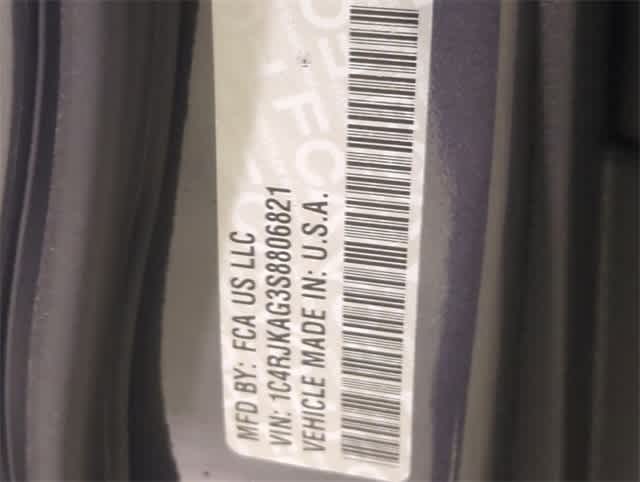 MFD BY: FCA US LLC
VIN: 1C4RJKAG3S8806821
VEHICLE MADE IN: U.S.A.